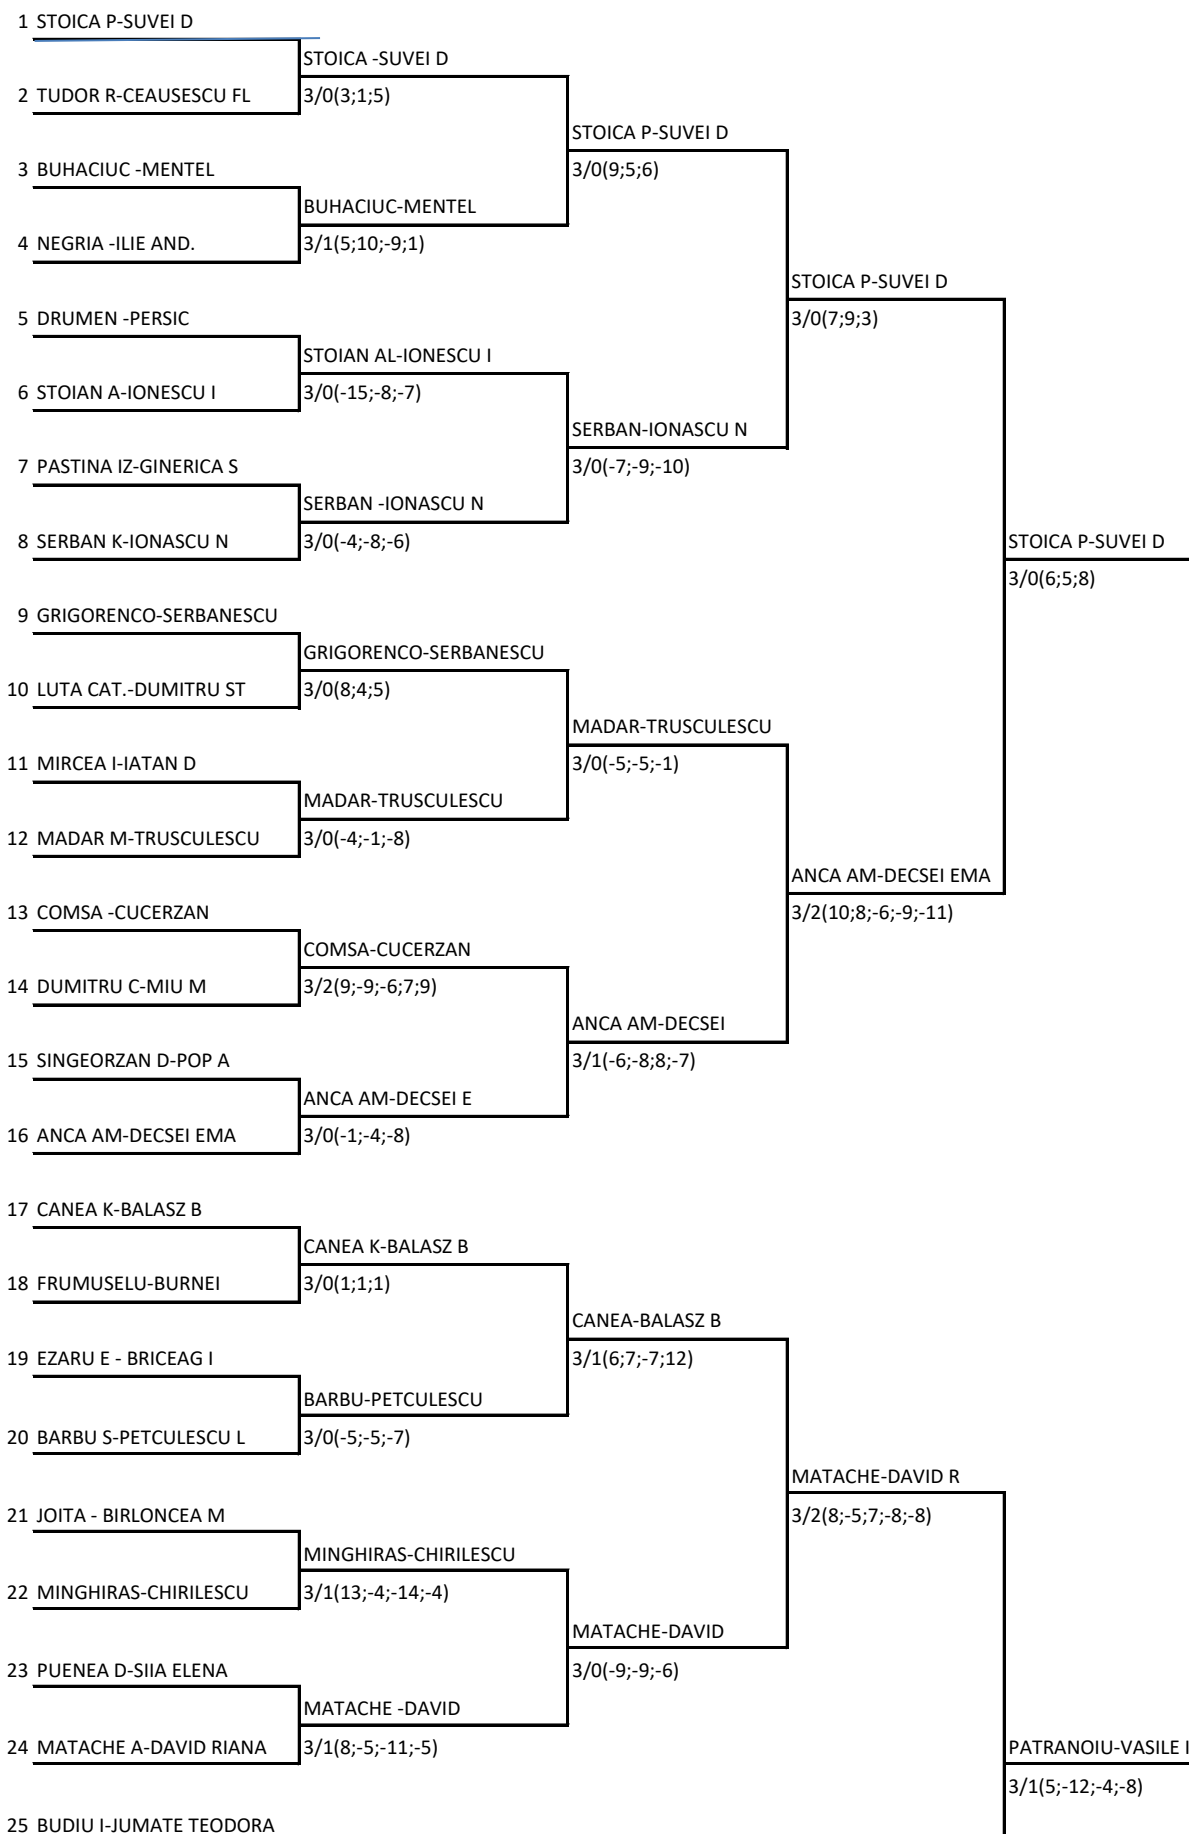 1 STOICA P-SUVEI D
STOICA -SUVEI D
2 TUDOR R-CEAUSESCU FL 3/0(3;1;5)
STOICA P-SUVEI D
3 BUHACIUC -MENTEL 3/0(9;5;6)
BUHACIUC-MENTEL
4 NEGRIA -ILIE AND. 3/1(5;10;-9;1)
STOICA P-SUVEI D
5 DRUMEN -PERSIC 3/0(7;9;3)
STOIAN AL-IONESCU I
6 STOIAN A-IONESCU I 3/0(-15;-8;-7)
SERBAN-IONASCU N
7 PASTINA IZ-GINERICA S 3/0(-7;-9;-10)
SERBAN -IONASCU N
8 SERBAN K-IONASCU N 3/0(-4;-8;-6) STOICA P-SUVEI D
3/0(6;5;8)
9 GRIGORENCO-SERBANESCU
GRIGORENCO-SERBANESCU
10 LUTA CAT.-DUMITRU ST 3/0(8;4;5)
MADAR-TRUSCULESCU
11 MIRCEA I-IATAN D 3/0(-5;-5;-1)
MADAR-TRUSCULESCU
12 MADAR M-TRUSCULESCU 3/0(-4;-1;-8)
ANCA AM-DECSEI EMA
13 COMSA -CUCERZAN 3/2(10;8;-6;-9;-11)
COMSA-CUCERZAN
14 DUMITRU C-MIU M 3/2(9;-9;-6;7;9)
ANCA AM-DECSEI
15 SINGEORZAN D-POP A 3/1(-6;-8;8;-7)
ANCA AM-DECSEI E
16 ANCA AM-DECSEI EMA 3/0(-1;-4;-8)
17 CANEA K-BALASZ B
CANEA K-BALASZ B
18 FRUMUSELU-BURNEI 3/0(1;1;1)
CANEA-BALASZ B
19 EZARU E - BRICEAG I 3/1(6;7;-7;12)
BARBU-PETCULESCU
20 BARBU S-PETCULESCU L 3/0(-5;-5;-7)
MATACHE-DAVID R
21 JOITA - BIRLONCEA M 3/2(8;-5;7;-8;-8)
MINGHIRAS-CHIRILESCU
22 MINGHIRAS-CHIRILESCU 3/1(13;-4;-14;-4)
MATACHE-DAVID
23 PUENEA D-SIIA ELENA 3/0(-9;-9;-6)
MATACHE -DAVID
24 MATACHE A-DAVID RIANA 3/1(8;-5;-11;-5) PATRANOIU-VASILE I
3/1(5;-12;-4;-8)
25 BUDIU I-JUMATE TEODORA